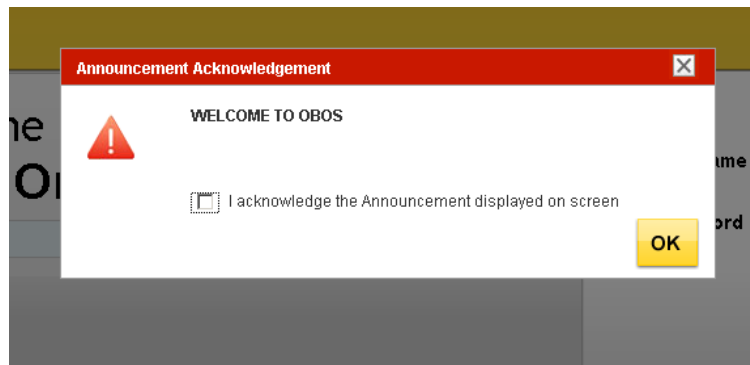 Announcement Acknowledgement
WELCOME TO OBOS
I acknowledge the Announcement displayed on screen
OK